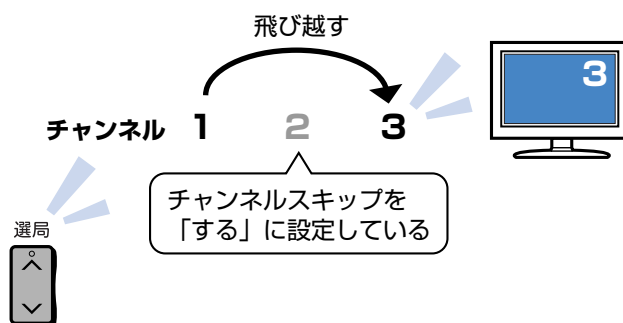 飛び越す
3
チャンネル 1 2 3
チャンネルスキップを
「する」に設定している
選局